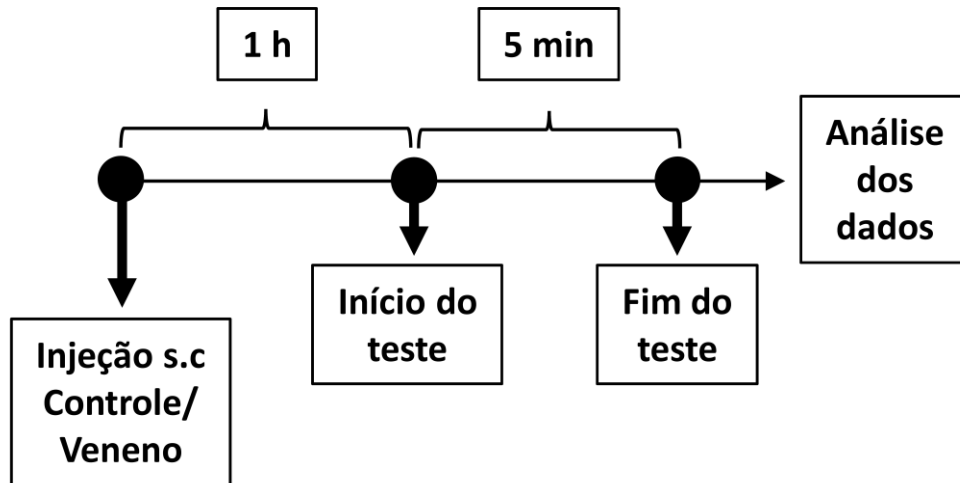 1 h
5 min
Análise
dos
dados
Início do
teste
Fim do
teste
Injeção s.c
Controle/
Veneno